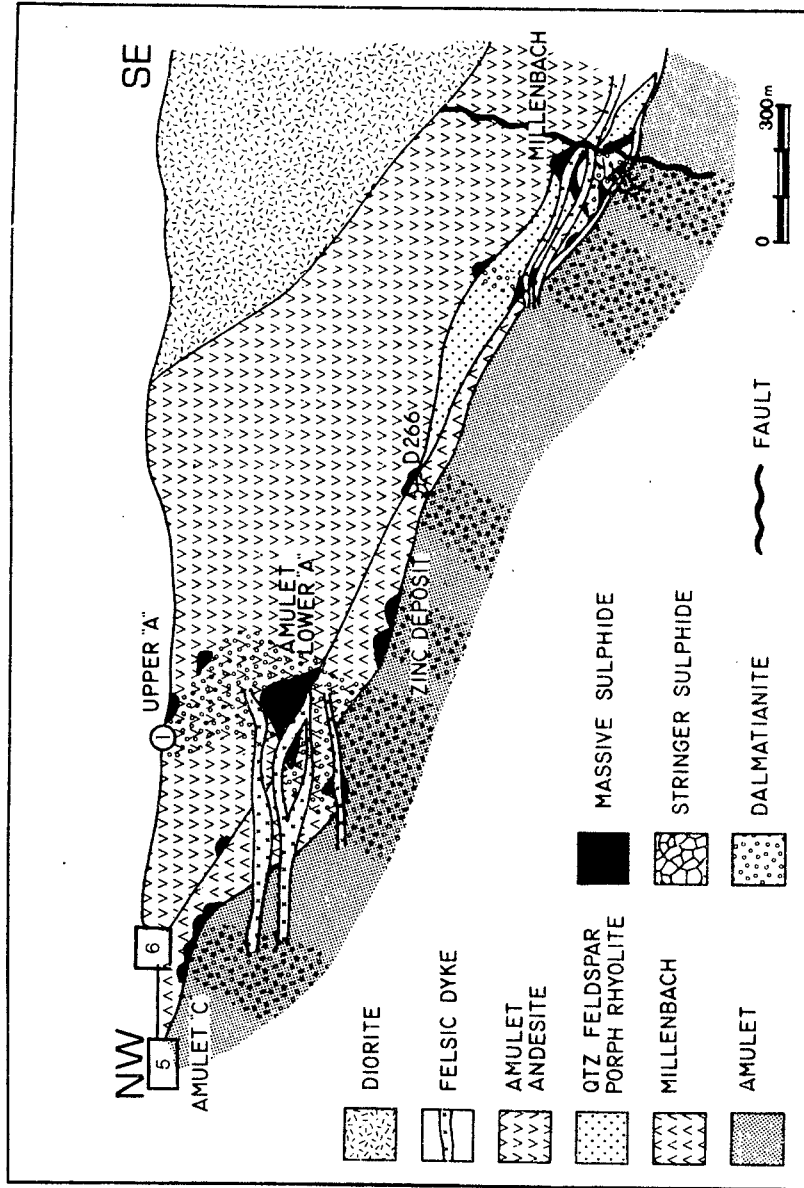 NW
SE
5
6
1
UPPER "A"
AMULET C
AMULET
LOWER "A"
D266
MILLENBACH
ZINC DEPOSIT
0
300m
DIORITE
FELSIC DYKE
AMULET
ANDESITE
QTZ FELDSPAR
PORPH RHYOLITE
MILLENBACH
AMULET
MASSIVE SULPHIDE
STRINGER SULPHIDE
DALMATIANITE
FAULT